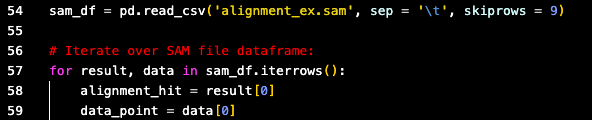 54 sam_df = pd.read_csv('alignment_ex.sam', sep = '\t', skiprows = 9)
55
56 # Iterate over SAM file dataframe:
57 for result, data in sam_df.iterrows():
58     alignment_hit = result[0]
59     data_point = data[0]